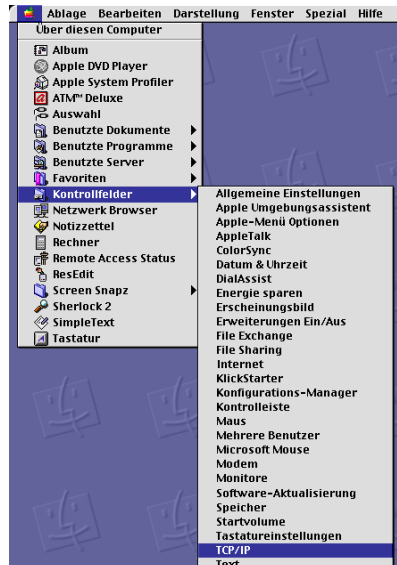 Ablage Bearbeiten Darstellung Fenster Spezial Hilfe
Über diesen Computer
Album
Apple DVD Player
Apple System Profiler
ATM™ Deluxe
Auswahl
Benutzte Dokumente
Benutzte Programme
Benutzte Server
Favoriten
Kontrollfelder
Netzwerk Browser
Notizzettel
Rechner
Remote Access Status
ResEdit
Screen Snapz
Sherlock 2
SimpleText
Tastatur
Allgemeine Einstellungen
Apple Umgebungsassistent
Apple-Menü Optionen
AppleTalk
ColorSync
Datum & Uhrzeit
DialAssist
Energie sparen
Erscheinungsbild
Erweiterungen Ein/Aus
File Exchange
File Sharing
Internet
KlickStarter
Konfigurations-Manager
Kontrolleiste
Maus
Mehrere Benutzer
Microsoft Mouse
Modem
Monitore
Software-Aktualisierung
Speicher
Startvolume
Tastatureinstellungen
TCP/IP
Text